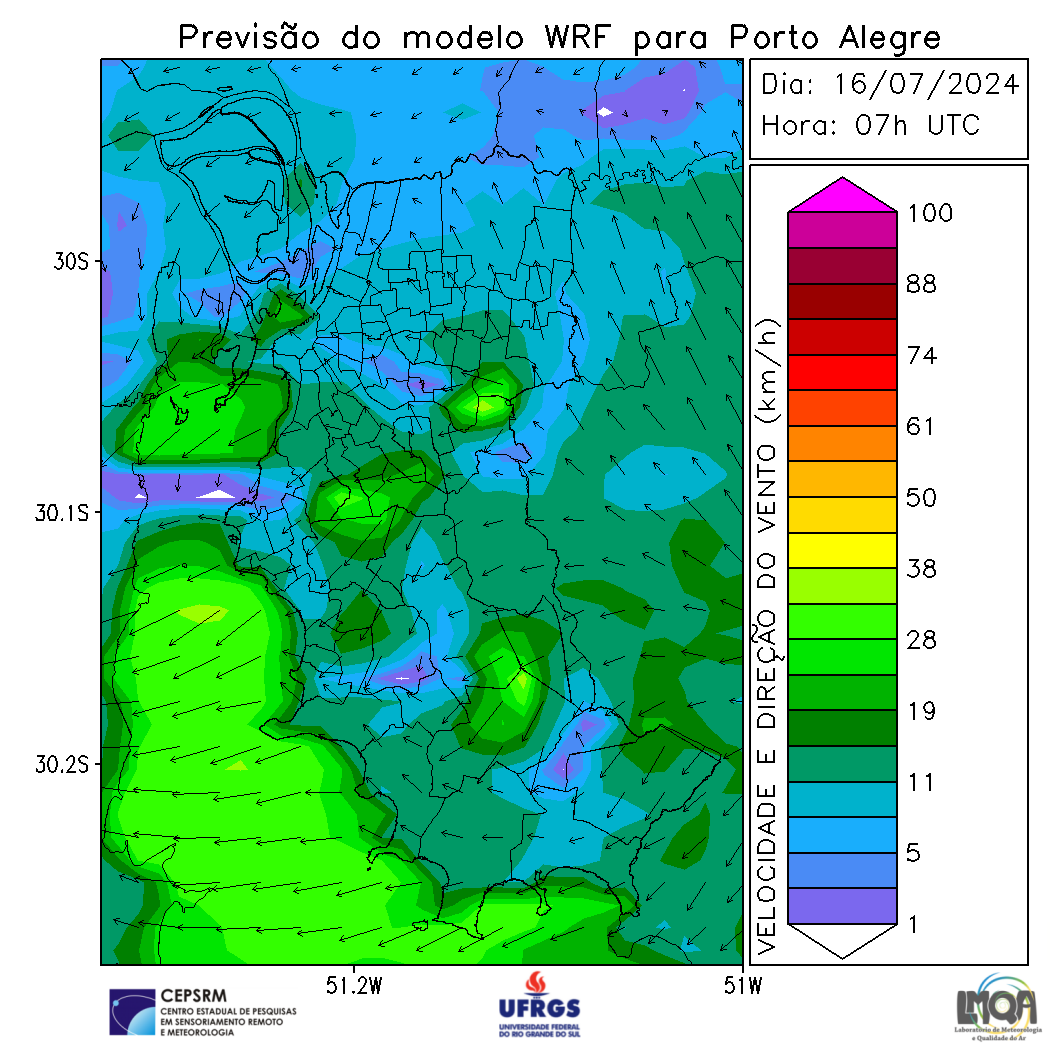 Previsão do modelo WRF para Porto Alegre
Dia: 16/07/2024
Hora: 07h UTC
30S
30.1S
30.2S
51.2W
51W
VELOCIDADE E DIREÇÃO DO VENTO (km/h)
100
88
74
61
50
38
28
19
11
5
1
CEPSRM
CENTRO ESTADUAL DE PESQUISAS
EM SENSORIAMENTO REMOTO
E METEOROLOGIA
UFRGS
UNIVERSIDADE FEDERAL
DO RIO GRANDE DO SUL
LMQA
Laboratório de Meteorologia
e Qualidade do Ar